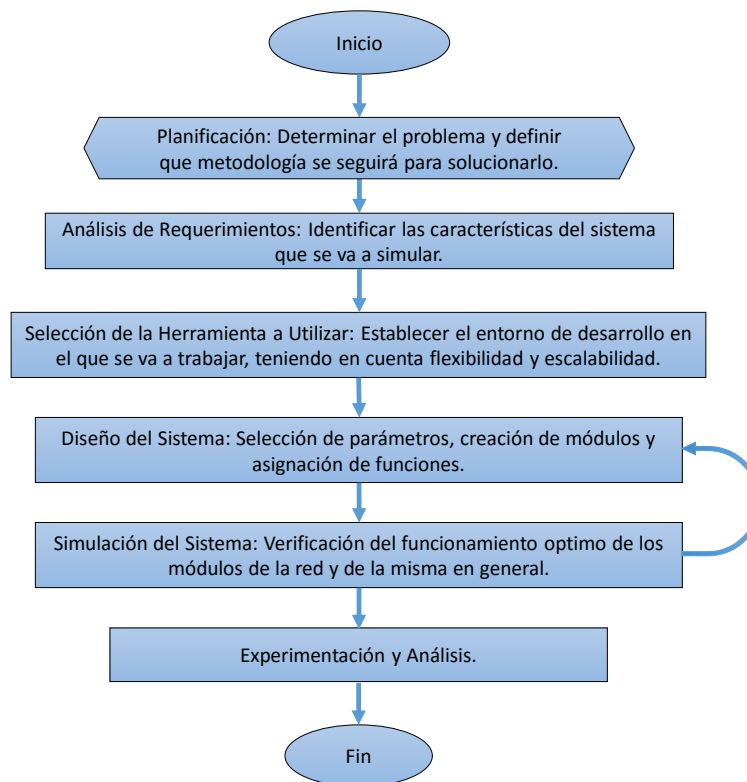 Inicio
Planificación: Determinar el problema y definir
que metodología se seguirá para solucionarlo.
Análisis de Requerimientos: Identificar las características del sistema
que se va a simular.
Selección de la Herramienta a Utilizar: Establecer el entorno de desarrollo en
el que se va a trabajar, teniendo en cuenta flexibilidad y escalabilidad.
Diseño del Sistema: Selección de parámetros, creación de módulos y
asignación de funciones.
Simulación del Sistema: Verificación del funcionamiento optimo de los
módulos de la red y de la misma en general.
Experimentación y Análisis.
Fin